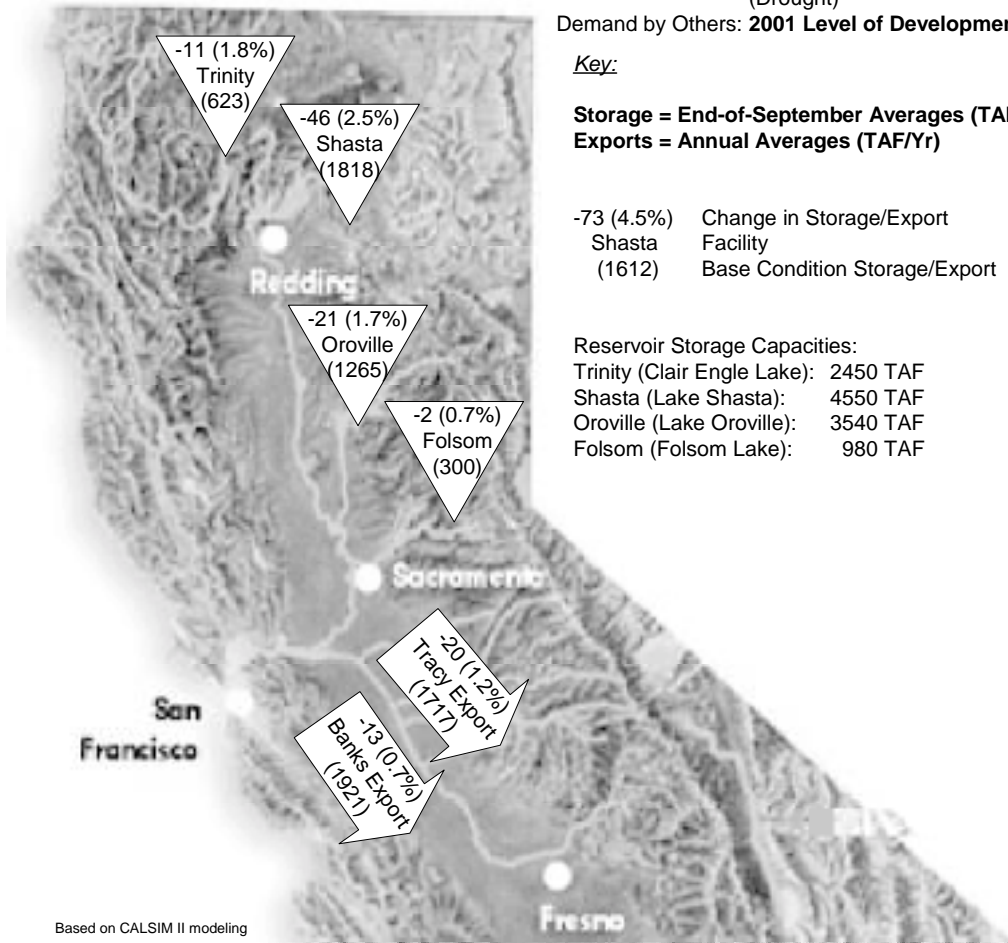 (Drought)
Demand by Others: 2001 Level of
Key:
Storage = End-of-September Averages
Exports = Annual Averages (TAF/Yr)
-73 (4.5%) Change in Storage/Export
Shasta Facility
(1612) Base Condition Storage/Export
Reservoir Storage Capacities:
Trinity (Clair Engle Lake): 2450 TAF
Shasta (Lake Shasta): 4550 TAF
Oroville (Lake Oroville): 3540 TAF
Folsom (Folsom Lake): 980 TAF
-11 (1.8%)
Trinity
(623)
-46 (2.5%)
Shasta
(1818)
Redding
-21 (1.7%)
Oroville
(1265)
-2 (0.7%)
Folsom
(300)
Sacramento
-20 (1.2%)
Tracy Export
(1717)
San
Francisco
-13 (0.7%)
Banks Export
(1921)
Fresno
Based on CALSIM II modeling